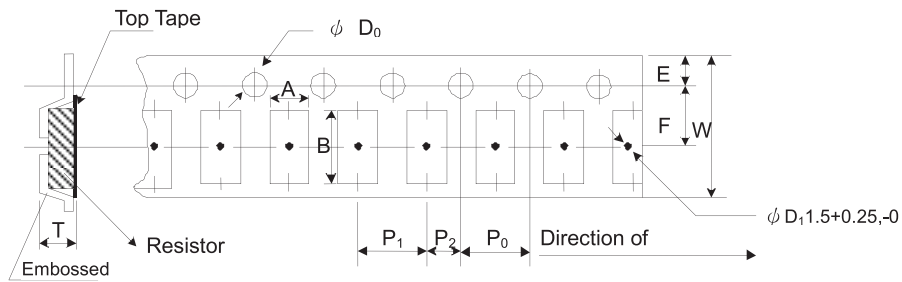 Top Tape
ϕ D₀
A
B
E
F
W
T
Resistor
Embossed
P₁
P₂
P₀
Direction of
ϕ D₁1.5+0.25,-0